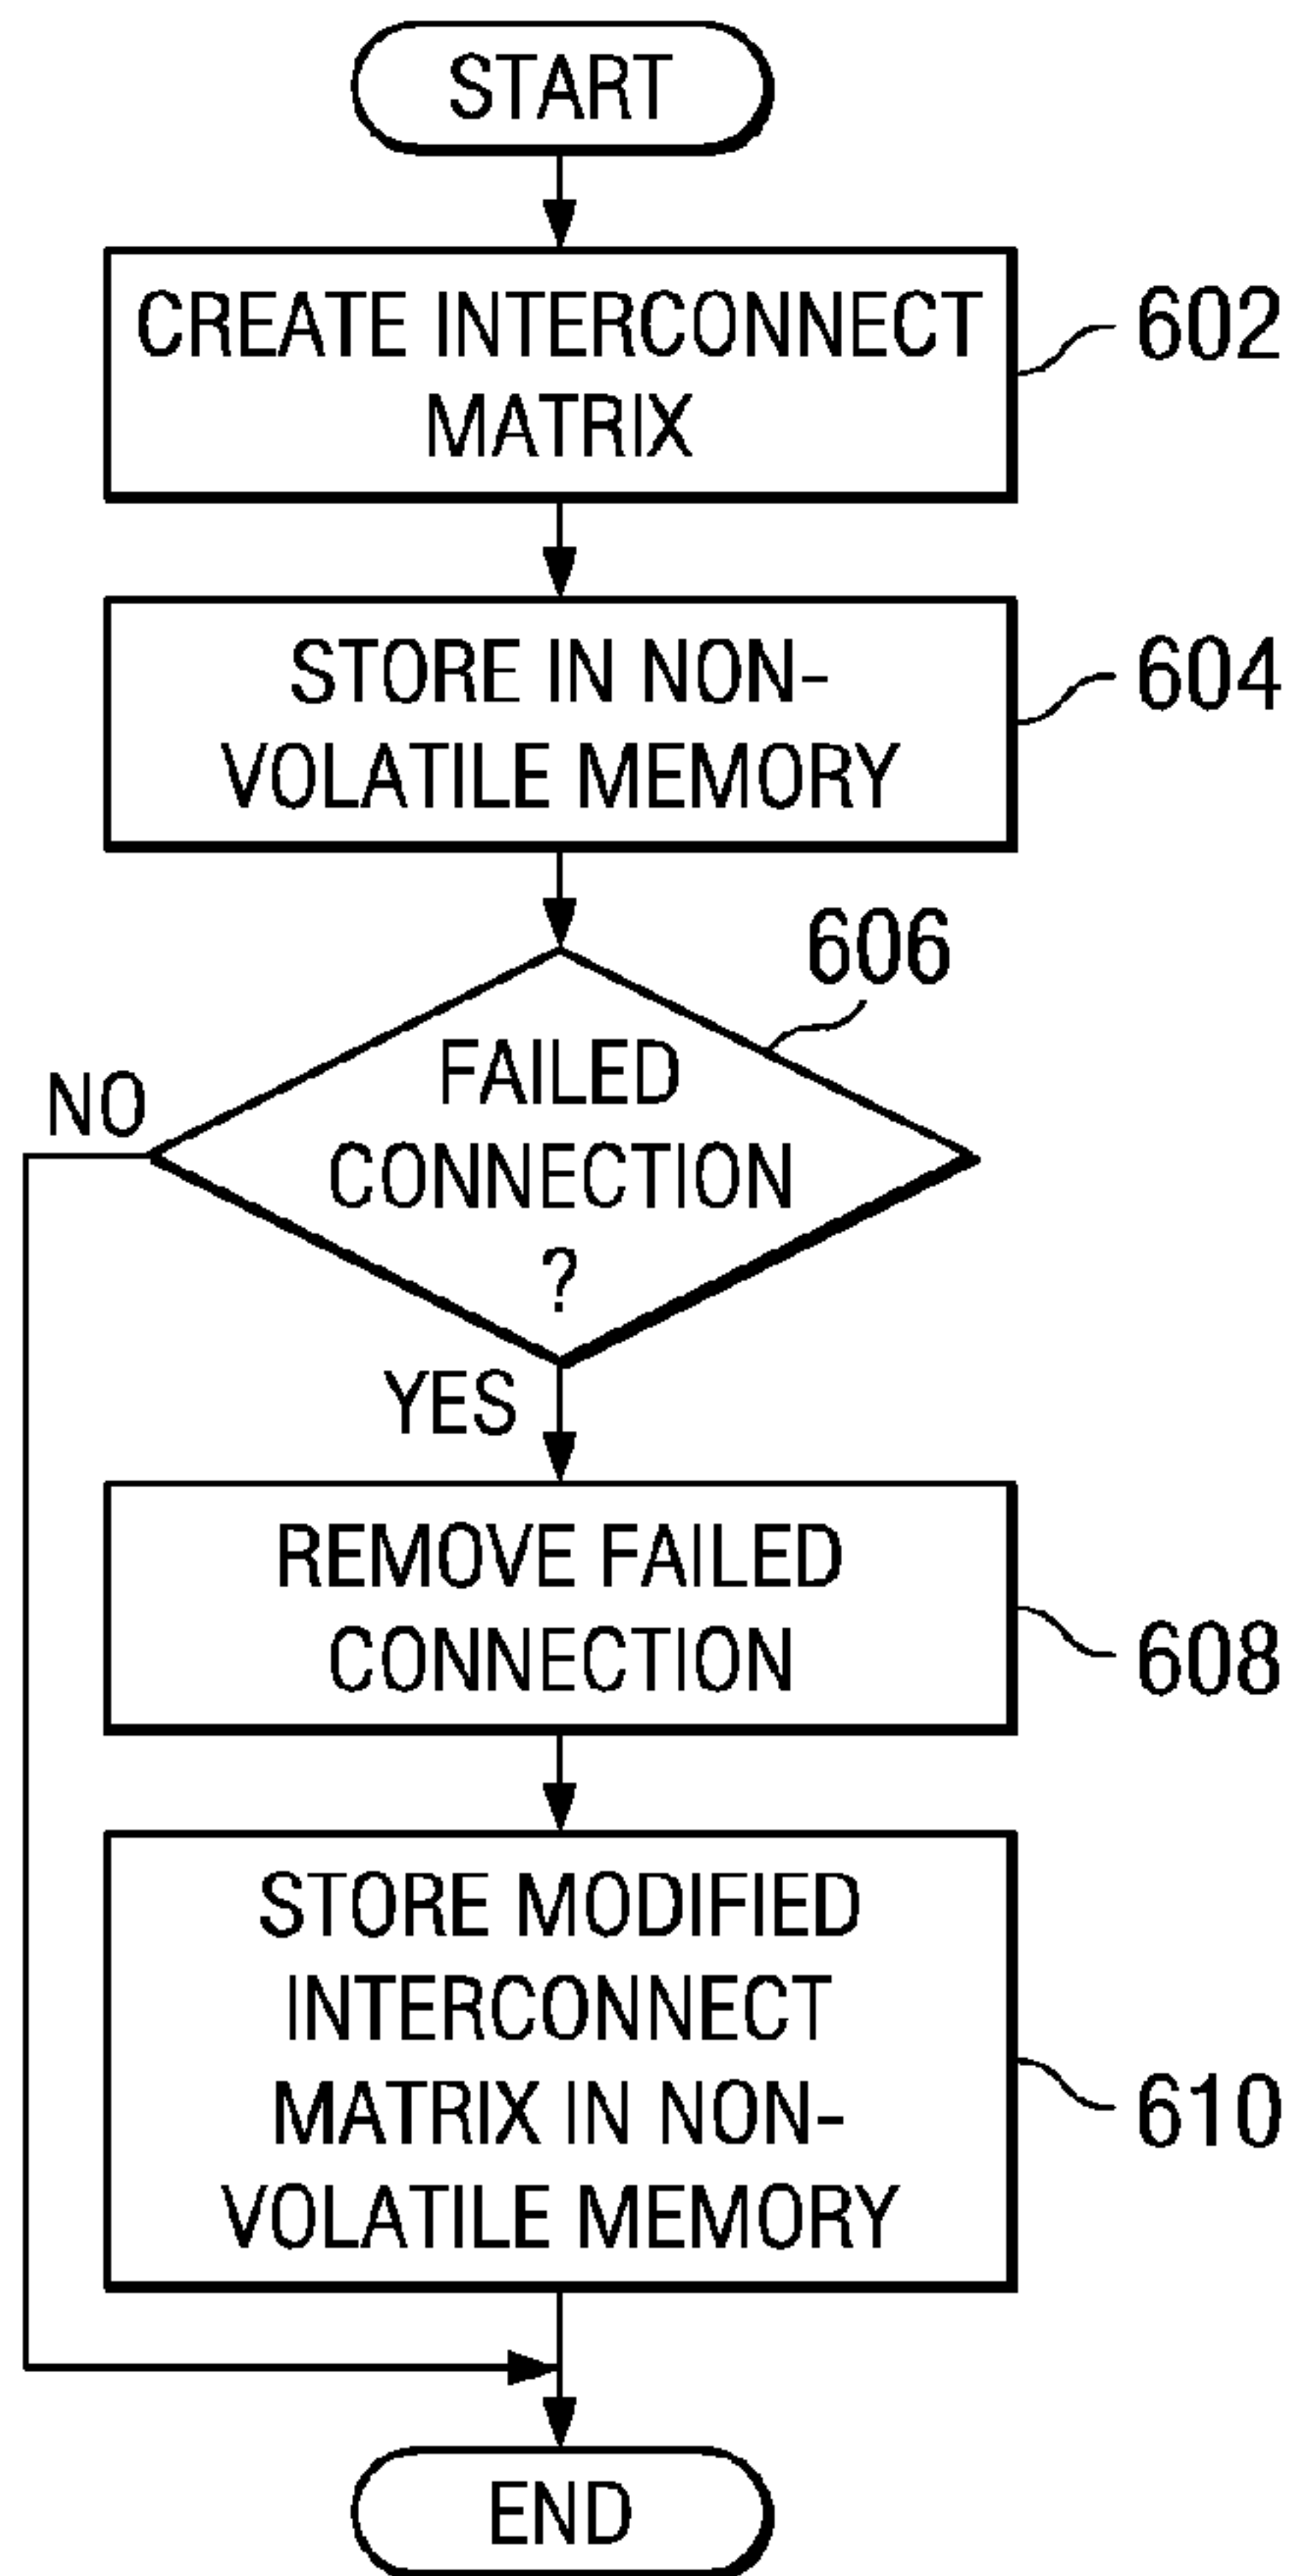 START
CREATE INTERCONNECT
MATRIX
602
STORE IN NON-
VOLATILE MEMORY
604
606
FAILED
CONNECTION
?
NO
YES
REMOVE FAILED
CONNECTION
608
STORE MODIFIED
INTERCONNECT
MATRIX IN NON-
VOLATILE MEMORY
610
END